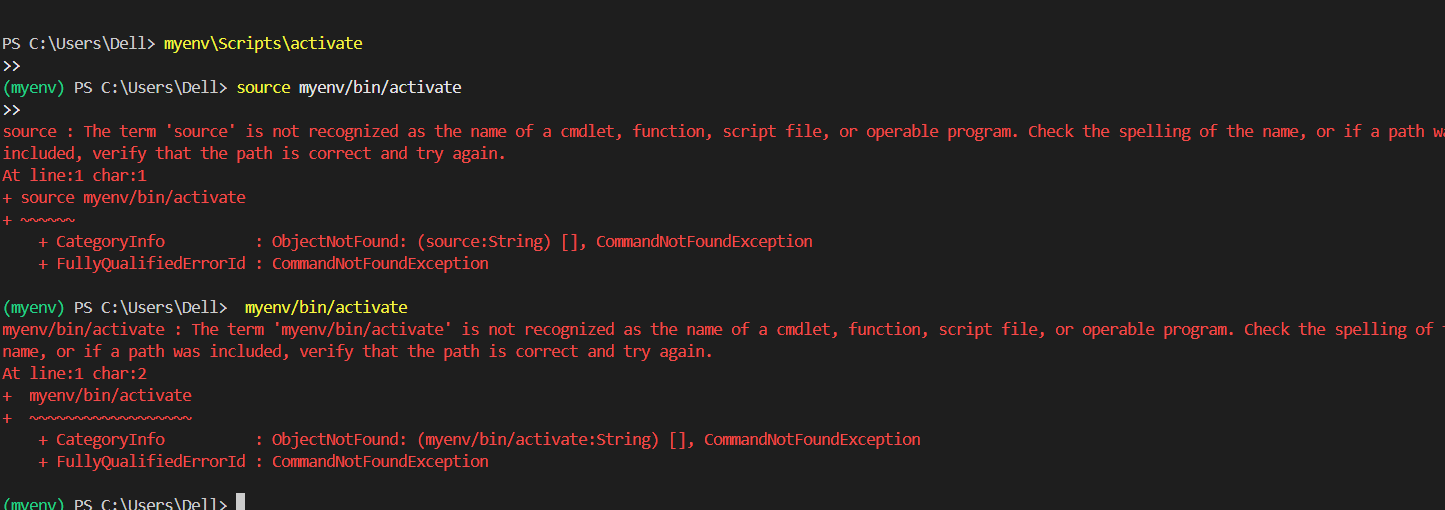 PS C:\Users\Dell> myenv\Scripts\activate
>>
(myenv) PS C:\Users\Dell> source myenv/bin/activate
>>
source : The term 'source' is not recognized as the name of a cmdlet, function, script file, or operable program. Check the spelling of the name, or if a path
included, verify that the path is correct and try again.
At line:1 char:1
+ source myenv/bin/activate
+ ~~~~~~
    + CategoryInfo          : ObjectNotFound: (source:String) [], CommandNotFoundException
    + FullyQualifiedErrorId : CommandNotFoundException
(myenv) PS C:\Users\Dell>  myenv/bin/activate
myenv/bin/activate : The term 'myenv/bin/activate' is not recognized as the name of a cmdlet, function, script file, or operable program. Check the spelling of
name, or if a path was included, verify that the path is correct and try again.
At line:1 char:2
+  myenv/bin/activate
+  ~~~~~~~~~~~~~~~~~~
    + CategoryInfo          : ObjectNotFound: (myenv/bin/activate:String) [], CommandNotFoundException
    + FullyQualifiedErrorId : CommandNotFoundException
(myenv) PS C:\Users\Dell>